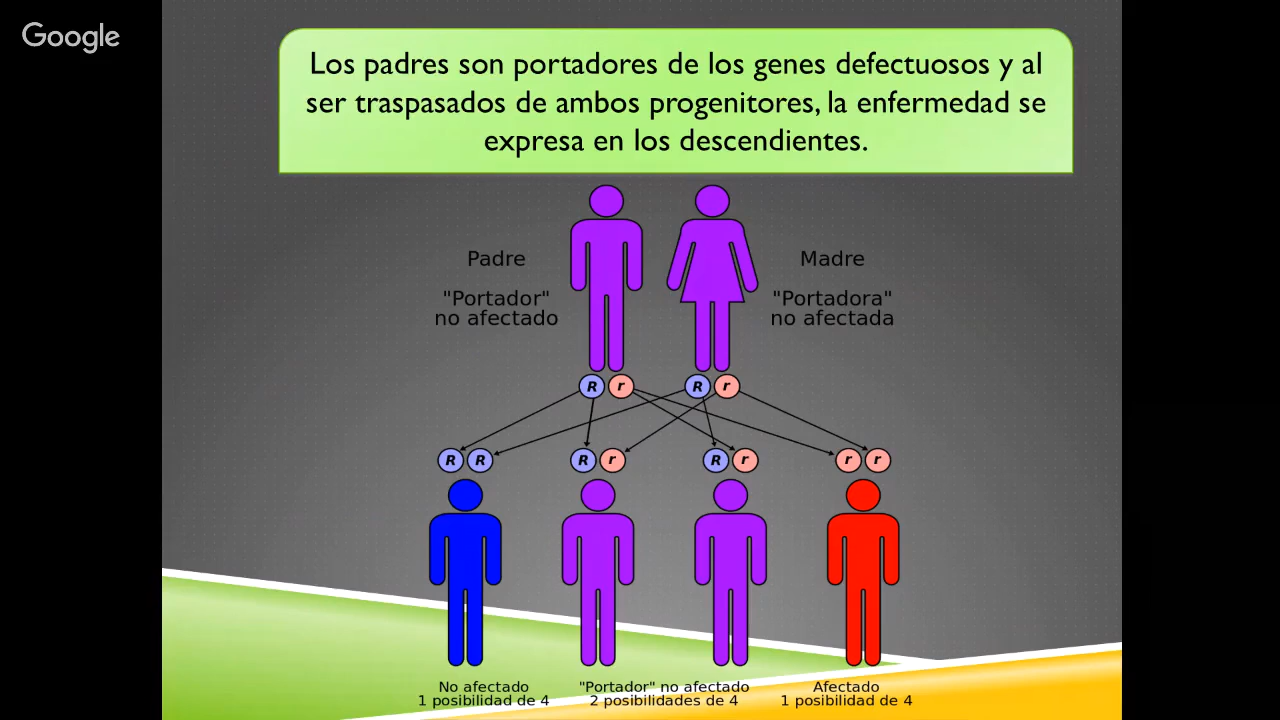 Google
Los padres son portadores de los genes defectuosos y al
ser traspasados de ambos progenitores, la enfermedad se
expresa en los descendientes.
Padre
Madre
"Portador"
no afectado
"Portadora"
no afectada
R r R r
R R R r R r r r
No afectado
1 posibilidad de 4
"Portador" no afectado
2 posibilidades de 4
Afectado
1 posibilidad de 4